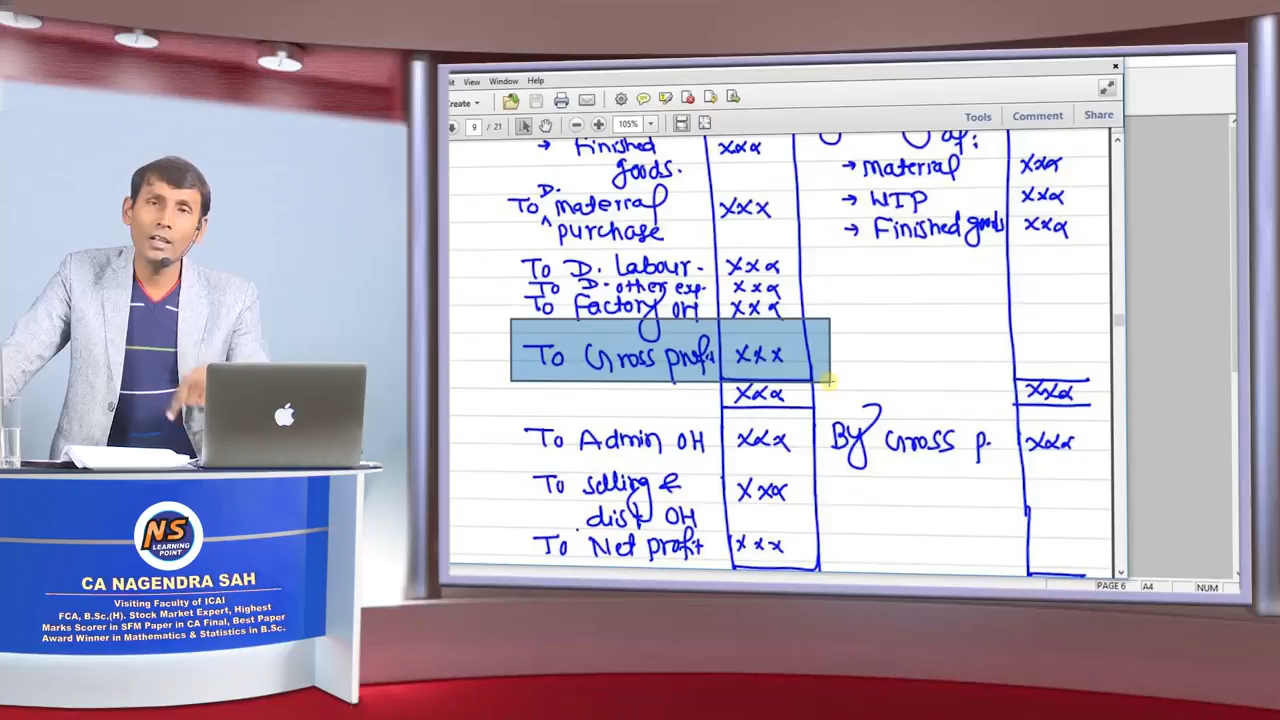 it View Window Help
Create
9 / 21 105%
Tools Comment Share
→ Finished xxx
goods.
→ Material xxx
→ WIP xxx
→ Finished goods xxx
D.
To ^ material xxx
purchase
To D. Labour. xxx
To D. other exp. xxx
To Factory OH xxx
To Gross profit xxx
xxx xxx
To Admin OH xxx By Gross p. xxx
To selling & xxx
dist OH
To Net profit xxx
PAGE 6 A4 NUM
NS
LEARNING
POINT
CA NAGENDRA SAH
Visiting Faculty of ICAI
FCA, B.Sc.(H). Stock Market Expert, Highest
Marks Scorer in SFM Paper in CA Final, Best Paper
Award Winner in Mathematics & Statistics in B.Sc.